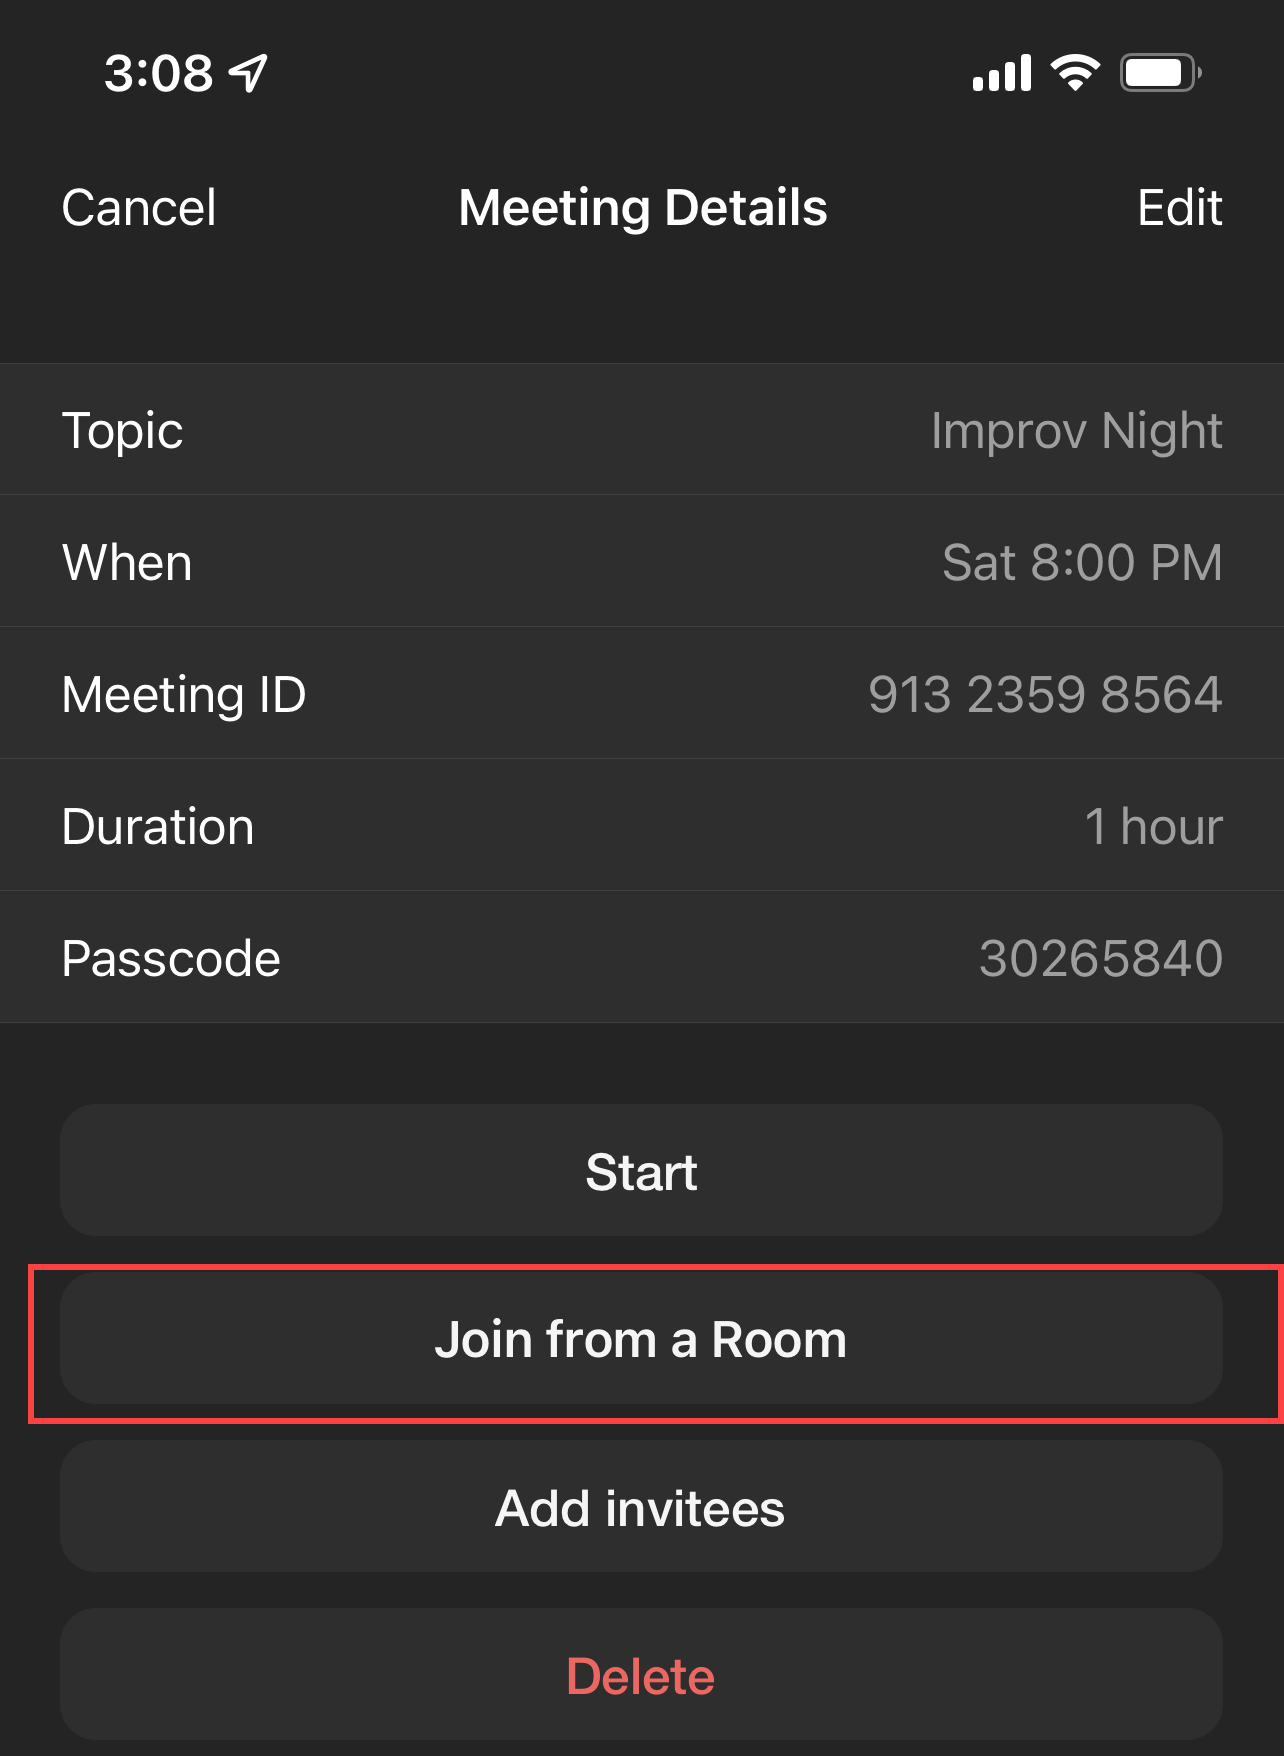 3:08
Cancel Meeting Details Edit
Topic Improv Night
When Sat 8:00 PM
Meeting ID 913 2359 8564
Duration 1 hour
Passcode 30265840
Start
Join from a Room
Add invitees
Delete